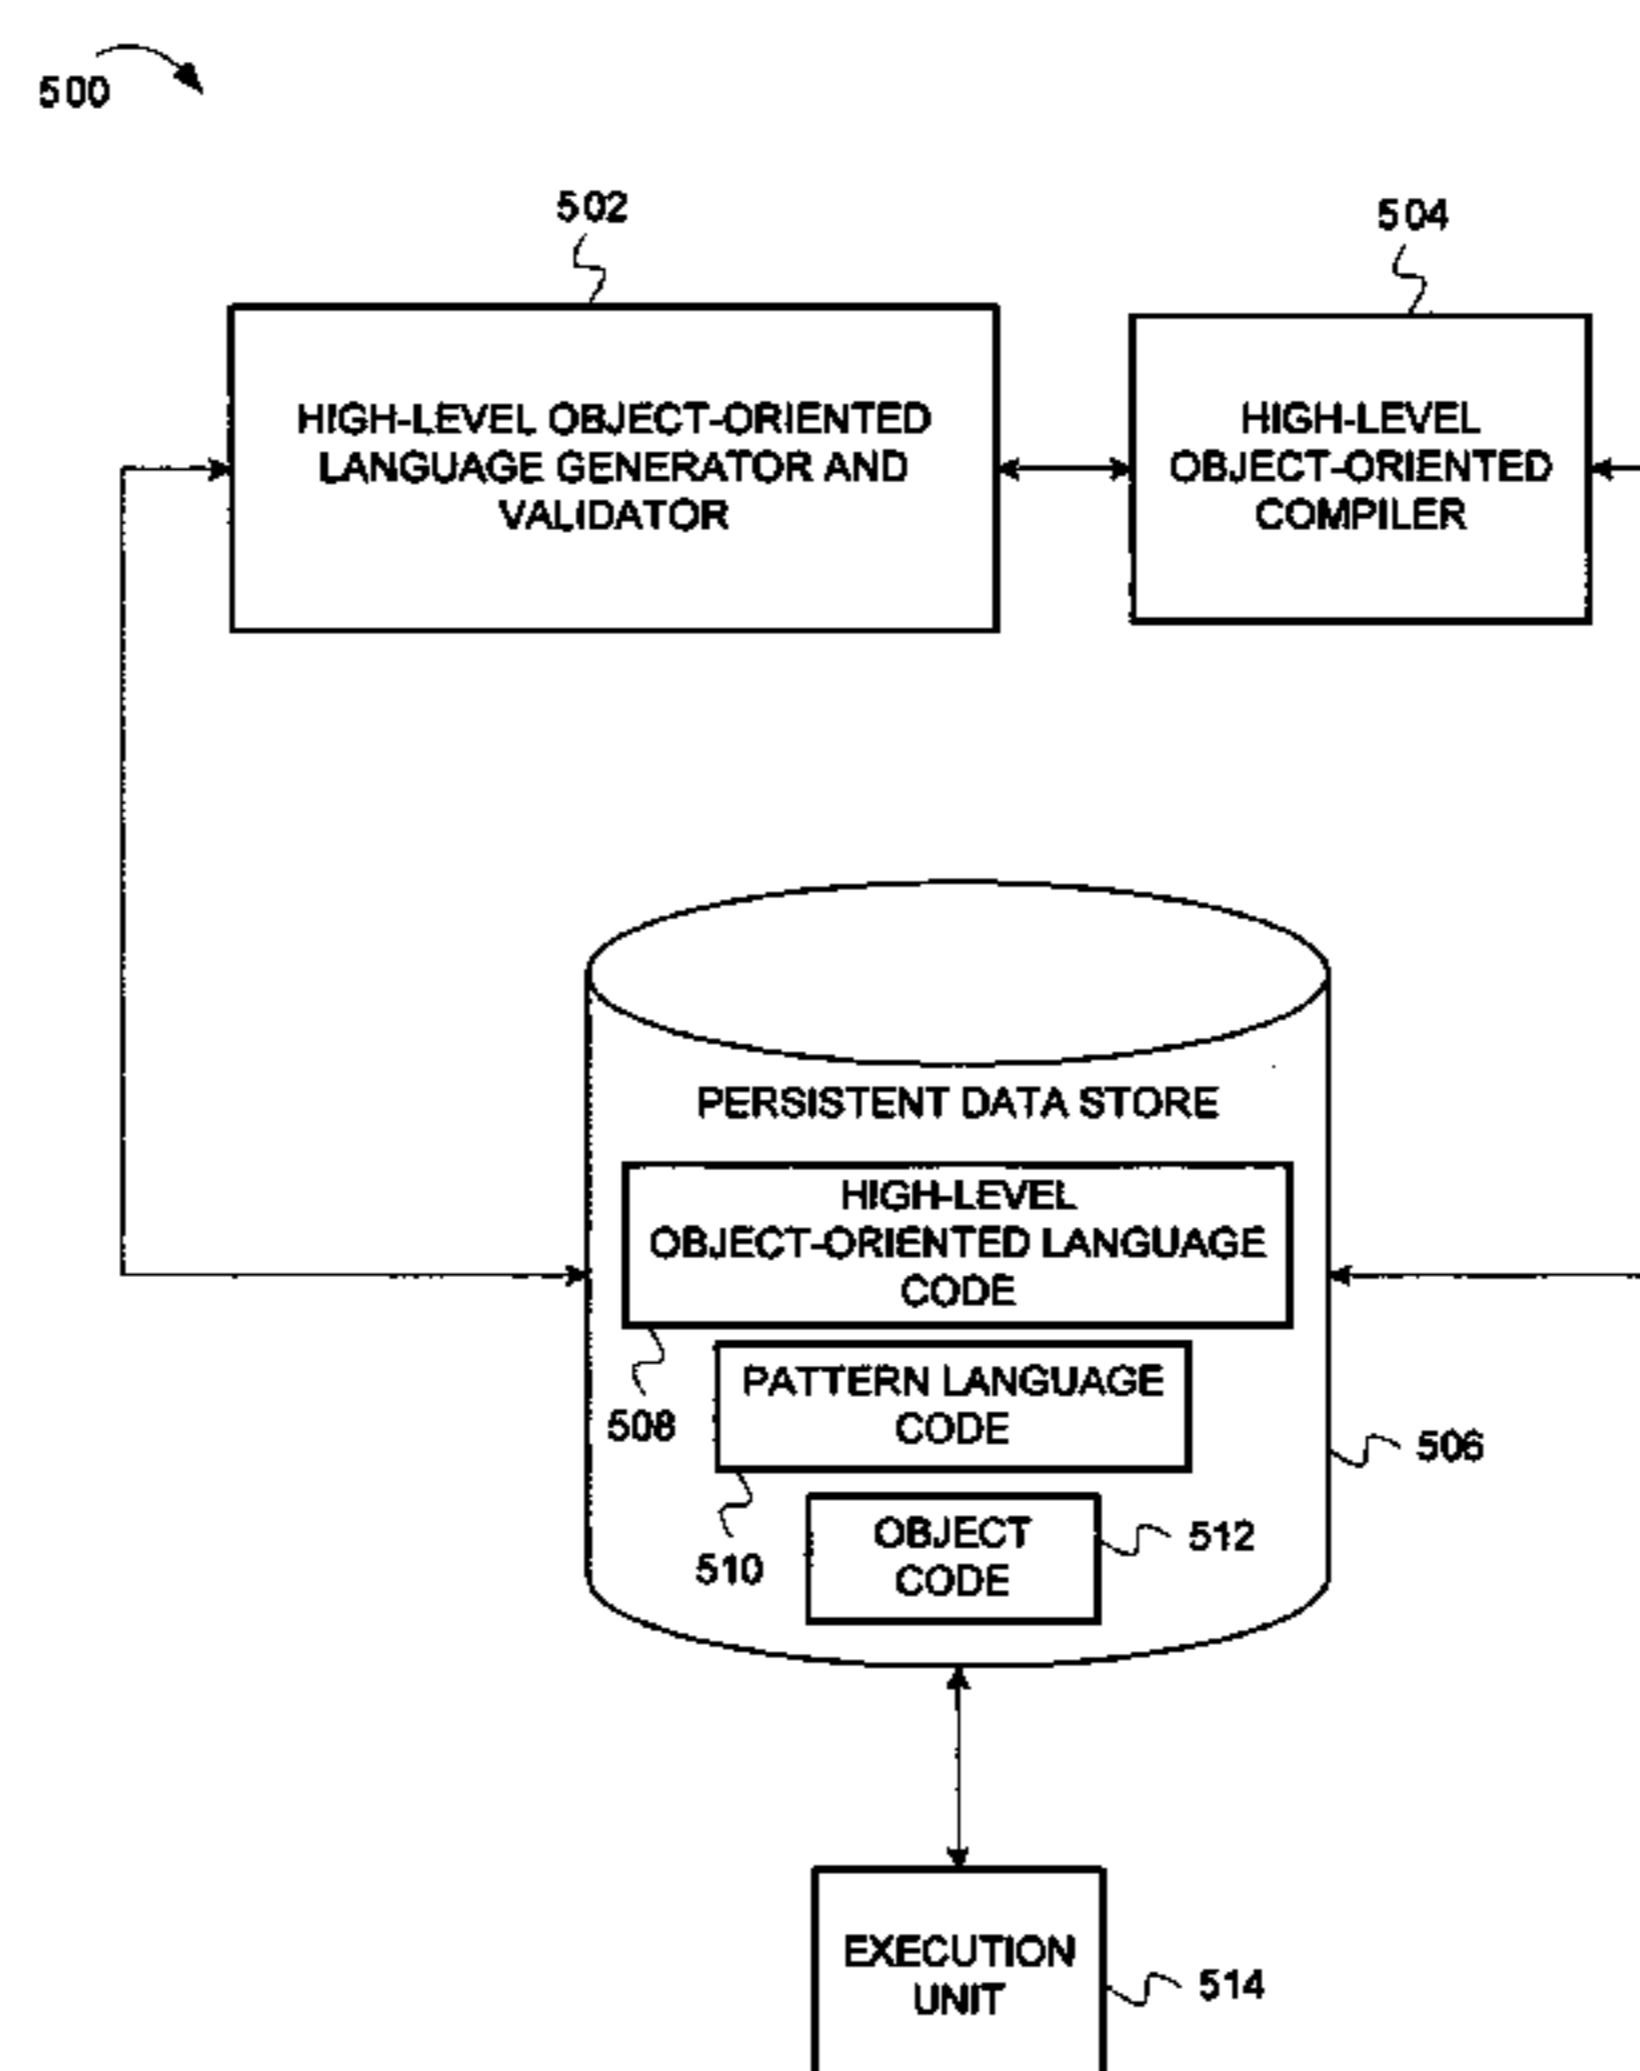 500
502
504
HIGH-LEVEL OBJECT-ORIENTED
LANGUAGE GENERATOR AND
VALIDATOR
HIGH-LEVEL
OBJECT-ORIENTED
COMPILER
PERSISTENT DATA STORE
HIGH-LEVEL
OBJECT-ORIENTED LANGUAGE
CODE
508
PATTERN LANGUAGE
CODE
506
510
OBJECT
CODE
512
EXECUTION
UNIT
514